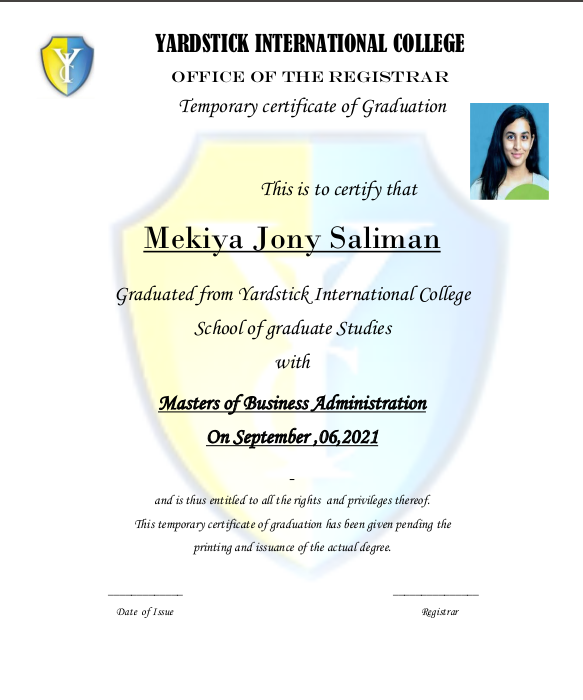 YARDSTICK INTERNATIONAL COLLEGE
OFFICE OF THE REGISTRAR
Temporary certificate of Graduation
This is to certify that
Mekiya Jony Saliman
Graduated from Yardstick International College
School of graduate Studies
with
Masters of Business Administration
On September ,06,2021
-
and is thus entitled to all the rights and privileges thereof.
This temporary certificate of graduation has been given pending the
printing and issuance of the actual degree.
Date of Issue
Registrar